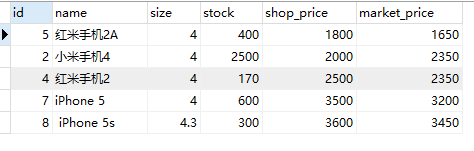 id name size stock shop_price market_price
5 红米手机2A 4 400 1800 1650
2 小米手机4 4 2500 2000 2350
4 红米手机2 4 170 2500 2350
7 iPhone 5 4 600 3500 3200
8 iPhone 5s 4.3 300 3600 3450